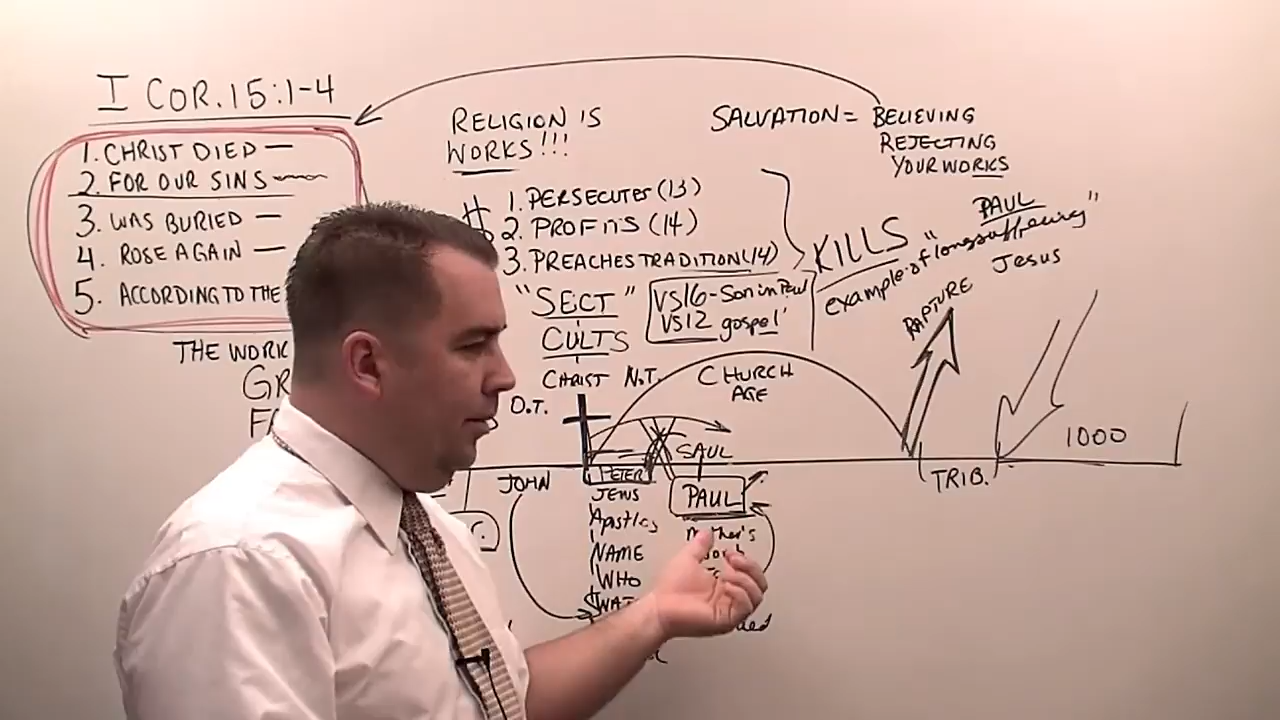 I COR. 15:1-4
1. CHRIST DIED —
2. FOR OUR SINS
3. WAS BURIED —
4. ROSE AGAIN —
5. ACCORDING TO THE
THE WORK
RELIGION IS
WORKS!!!
$
1. PERSECUTES (13)
2. PROFITS (14)
3. PREACHES TRADITION (14)
"SECT"
CULTS
VS16-Son in Paul
VS12 gospel'
KILLS
SALVATION = BELIEVING
REJECTING
YOUR WORKS
PAUL
"example of longsuffering"
Jesus
CHRIST N.T.
O.T.
CHURCH
AGE
RAPTURE
1000
TRIB.
SAUL
PAUL
JOHN
PETER
JEWS
Apostles
NAME
WHO